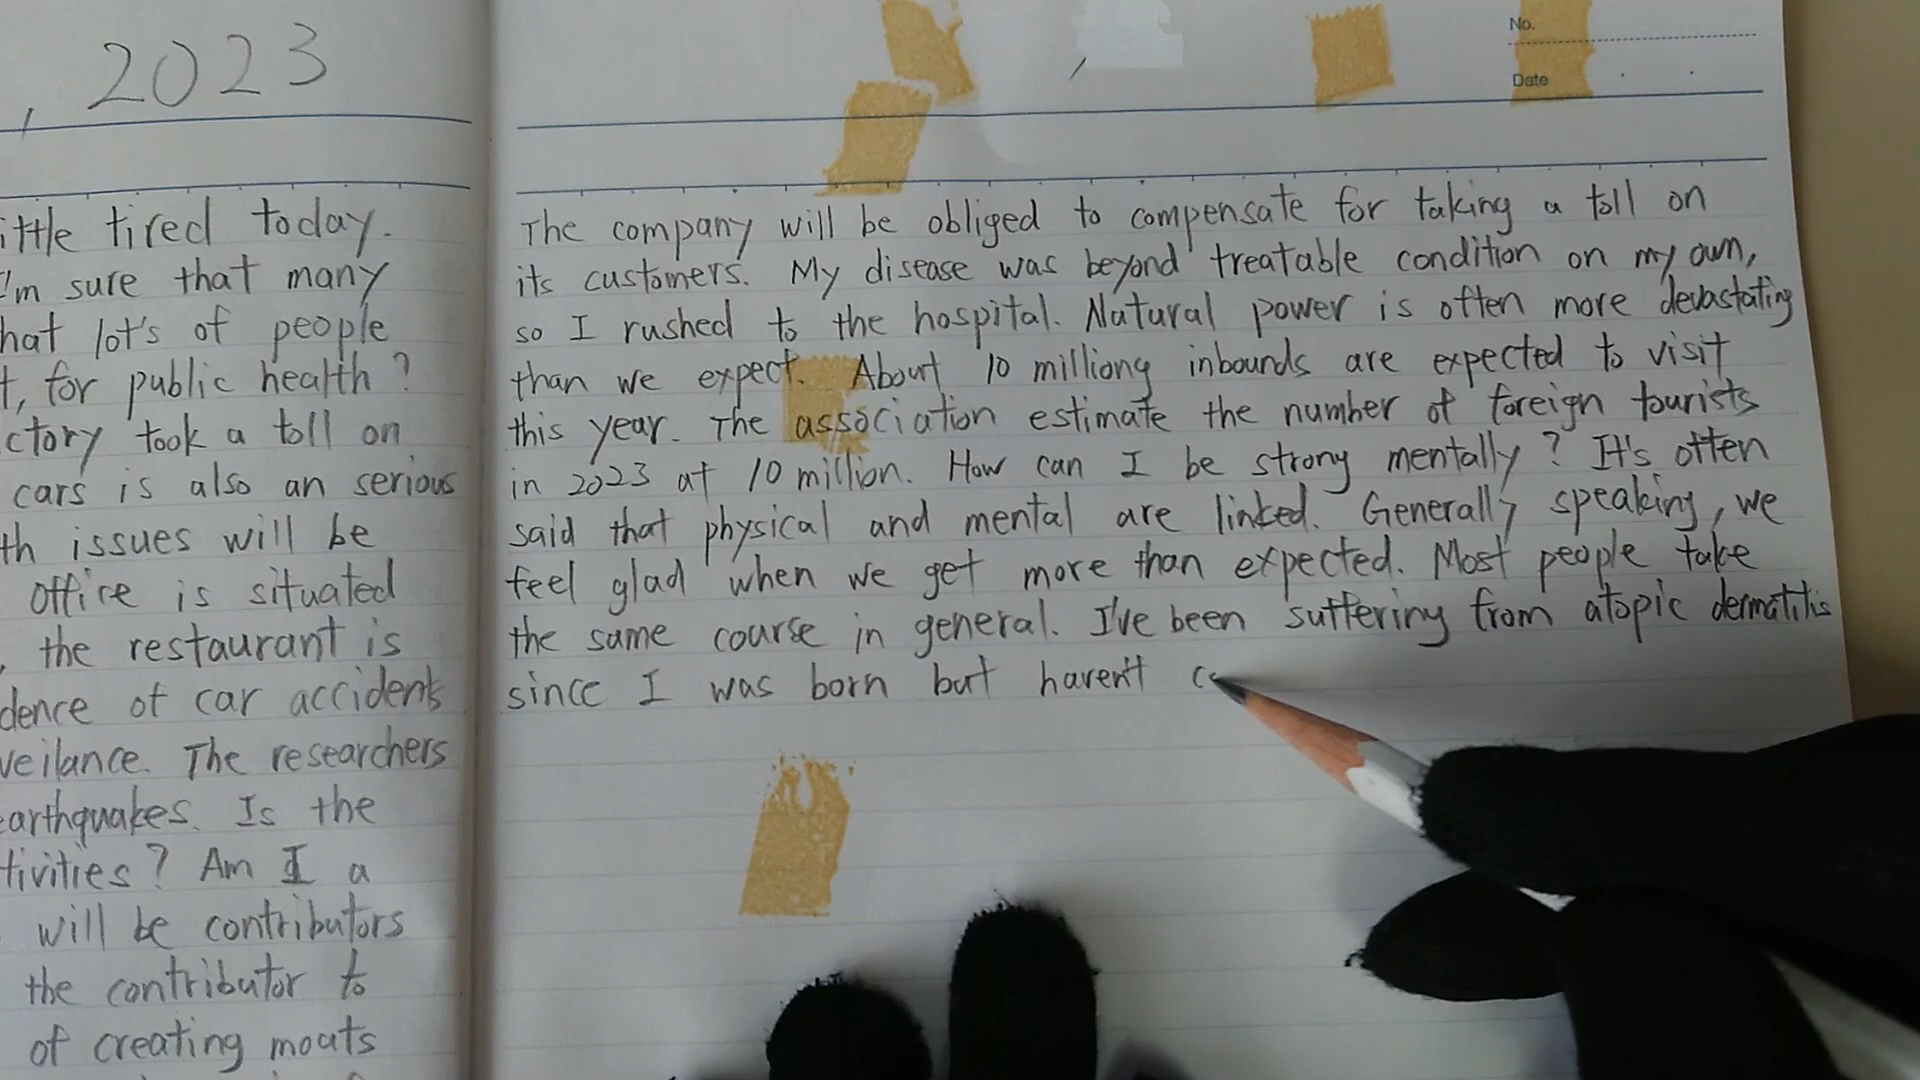 , 2023
ittle tired today.
I'm sure that many
hat lot's of people
t, for public health?
ctory took a toll on
cars is also an serious
th issues will be
office is situated
the restaurant is
dence of car accidents
veilance. The researchers
earthquakes. Is the
tivities? Am I a
will be contributors
the contributor to
of creating moats
No.
Date
The company will be obliged to compensate for taking a toll on
its customers. My disease was beyond treatable condition on my own,
so I rushed to the hospital. Natural power is often more devastating
than we expect. About 10 milliong inbounds are expected to visit
this year. The association estimate the number of foreign tourists
in 2023 at 10 million. How can I be strong mentally? It's often
said that physical and mental are linked. Generally speaking, we
feel glad when we get more than expected. Most people take
the same course in general. I've been suffering from atopic dermatitis
since I was born but haven't co